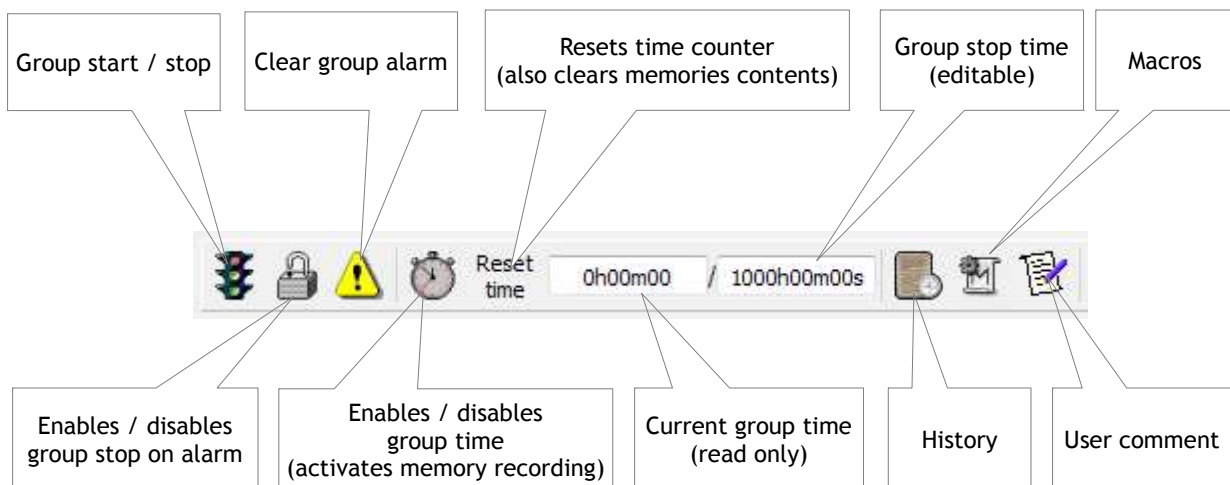 Group start / stop
Clear group alarm
Resets time counter
(also clears memories contents)
Group stop time
(editable)
Macros
Reset
time
0h00m00
/
1000h00m00s
Enables / disables
group stop on alarm
Enables / disables
group time
(activates memory recording)
Current group time
(read only)
History
User comment